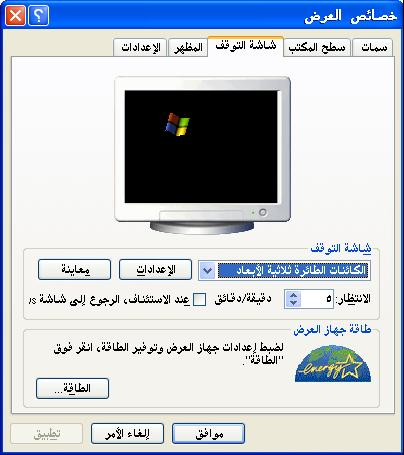 خصائص العرض
سمات
سطح المكتب
شاشة التوقف
المظهر
الإعدادات
شاشة التوقف
الكائنات الطائرة ثلاثية الأبعاد
الإعدادات
معاينة
الانتظار: ٥ دقيقة/دقائق
عند الاستئناف، الرجوع إلى شاشة s/
طاقة جهاز العرض
لضبط إعدادات جهاز العرض وتوفير الطاقة، انقر فوق
"الطاقة".
energy
الطاقة...
موافق
إلغاء الأمر
تطبيق